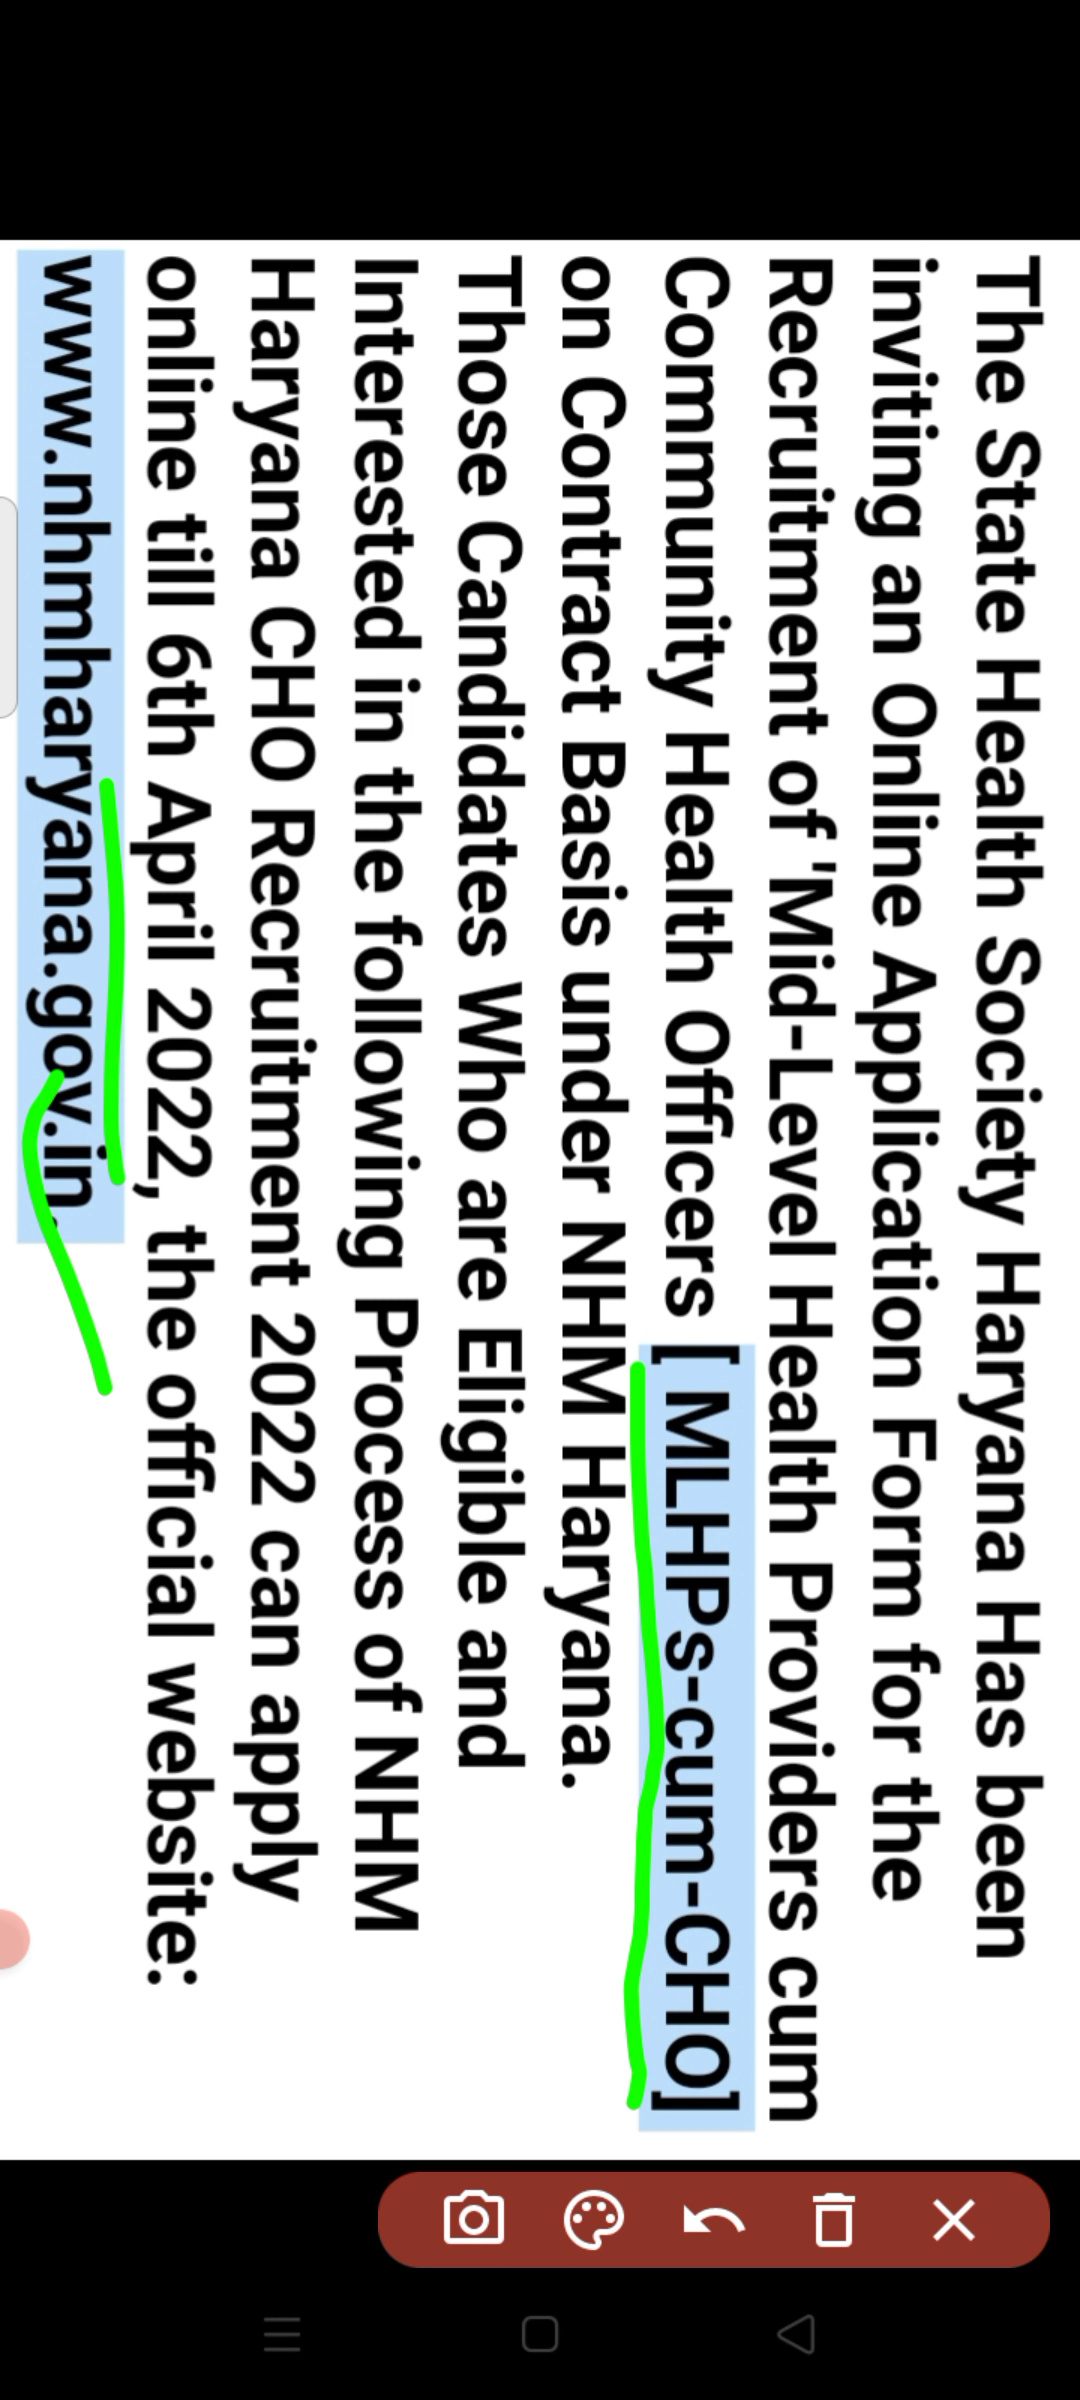 The State Health Society Haryana Has been
inviting an Online Application Form for the
Recruitment of 'Mid-Level Health Providers cum
Community Health Officers [ MLHPs-cum-CHO]
on Contract Basis under NHM Haryana.
Those Candidates Who are Eligible and
Interested in the following Process of NHM
Haryana CHO Recruitment 2022 can apply
online till 6th April 2022, the official website:
www.nhmharyana.gov.in.